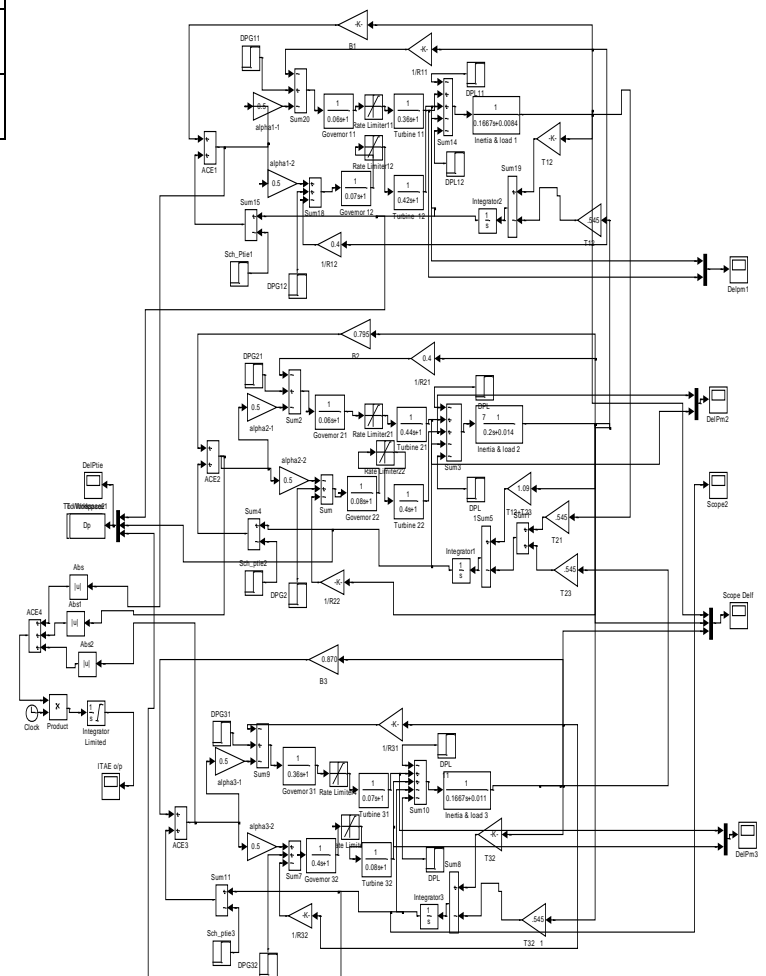 -K-
B1
DPG11
-K-
1/R11
DPL11
0.5
alpha1-1
Sum20
1
0.06s+1
Governor 11
Rate Limiter11
1
0.36s+1
Turbine 11
Sum14
1
0.1667s+0.0084
Inertia & load 1
-K-
T12
ACE1
alpha1-2
0.5
Sum18
1
0.07s+1
Governor 12
Rate Limiter12
1
0.42s+1
Turbine 12
DPL12
Sum19
Integrator2
1
s
.545
Sum15
Sch_Ptie1
0.4
1/R12
DPG12
Delpm1
0.795
B2
DPG21
0.4
1/R21
DPL
0.5
alpha2-1
Sum2
1
0.06s+1
Governor 21
Rate Limiter21
1
0.44s+1
Turbine 21
Sum3
7
1
0.2s+0.014
Inertia & load 2
DelPm2
ACE2
alpha2-2
0.5
Sum
1
0.08s+1
Governor 22
Rate Limiter22
1
0.4s+1
Turbine 22
DPL
1.09
T12+T23
DelPtie
Dp
Scope2
Sum4
Sch_ptie2
1Sum5
.545
T21
Integrator1
1
s
.545
T23
DPG2
-K-
1/R22
Abs
|u|
Abs1
|u|
Abs2
|u|
ACE4
Scope Delf
0.870
B3
Clock
x
Product
1
s
Integrator
Limited
ITAE o/p
DPG31
-K-
1/R31
DPL
0.5
alpha3-1
Sum9
1
0.36s+1
Governor 31
Rate Limiter
1
0.07s+1
Turbine 31
Sum10
1
0.1667s+0.011
Inertia & load 3
ACE3
alpha3-2
0.5
Sum7
1
0.4s+1
Governor 32
1
0.08s+1
Turbine 32
-K-
T32
DelPm3
DPL
Sum8
Sum11
Integrator3
1
s
.545
T32_1
Sch_ptie3
-K-
1/R32
DPG32